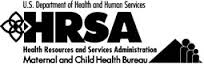 U.S. Department of Health and Human Services
HRSA
Health Resources and Services Administration
Maternal and Child Health Bureau